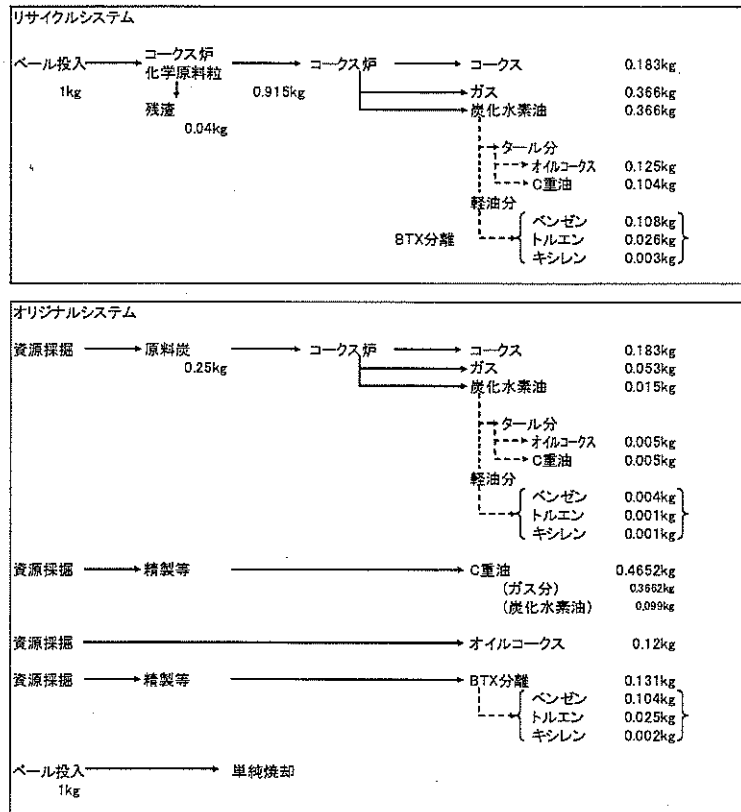 リサイクルシステム
ベール投入 コークス炉 コークス炉 コークス 0.183kg
化学原料粒
1kg 0.915kg ガス 0.366kg
残渣 炭化水素油 0.366kg
0.04kg
タール分
オイルコークス 0.125kg
C重油 0.104kg
軽油分
ベンゼン 0.108kg
BTX分離 トルエン 0.026kg
キシレン 0.003kg
オリジナルシステム
資源採掘 原料炭 コークス炉 コークス 0.183kg
0.25kg ガス 0.053kg
炭化水素油 0.015kg
タール分
オイルコークス 0.005kg
C重油 0.005kg
軽油分
ベンゼン 0.004kg
トルエン 0.001kg
キシレン 0.001kg
資源採掘 精製等 C重油 0.4652kg
(ガス分) 0.3662kg
(炭化水素油) 0.099kg
資源採掘 オイルコークス 0.12kg
資源採掘 精製等 BTX分離 0.131kg
ベンゼン 0.104kg
トルエン 0.025kg
キシレン 0.002kg
ベール投入 単純焼却
1kg